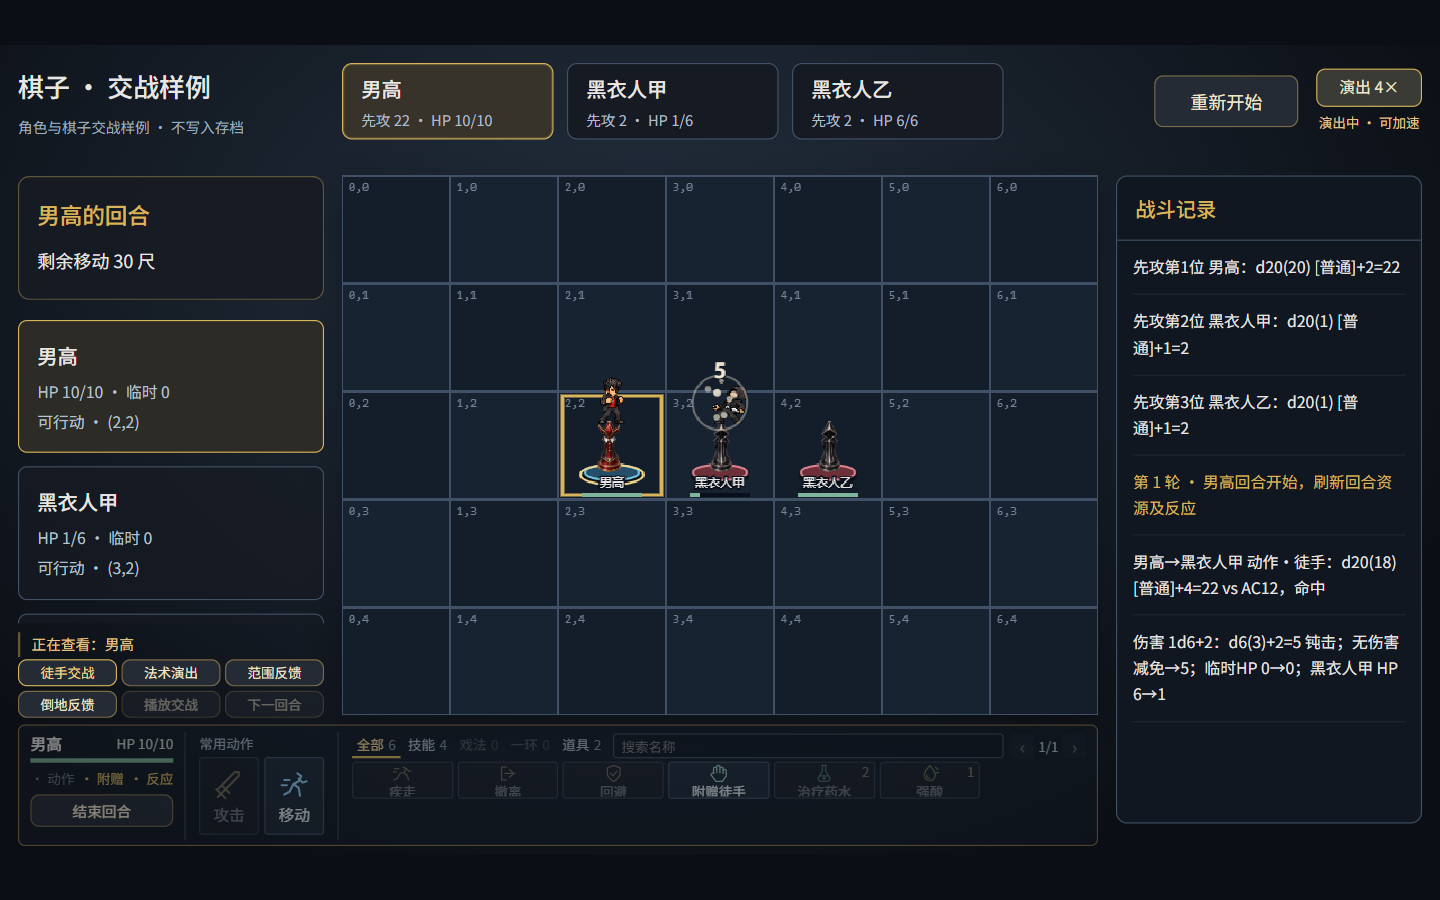 棋子 · 交战样例
角色与棋子交战样例 · 不写入存档
男高
先攻 22 · HP 10/10
黑衣人甲
先攻 2 · HP 1/6
黑衣人乙
先攻 2 · HP 6/6
重新开始
演出 4×
演出中 · 可加速
男高的回合
剩余移动 30 尺
男高
HP 10/10 · 临时 0
可行动 · (2,2)
黑衣人甲
HP 1/6 · 临时 0
可行动 · (3,2)
正在查看：男高
徒手交战
法术演出
范围反馈
倒地反馈
播放交战
下一回合
0,0 1,0 2,0 3,0 4,0 5,0 6,0
0,1 1,1 2,1 3,1 4,1 5,1 6,1
5
0,2 1,2 2,2 3,2 4,2 5,2 6,2
男高 黑衣人甲 黑衣人乙
0,3 1,3 2,3 3,3 4,3 5,3 6,3
0,4 1,4 2,4 3,4 4,4 5,4 6,4
战斗记录
先攻第1位 男高：d20(20) [普通]+2=22
先攻第2位 黑衣人甲：d20(1) [普
通]+1=2
先攻第3位 黑衣人乙：d20(1) [普
通]+1=2
第 1 轮 · 男高回合开始，刷新回合资
源及反应
男高→黑衣人甲 动作·徒手：d20(18)
[普通]+4=22 vs AC12，命中
伤害 1d6+2：d6(3)+2=5 钝击；无伤害
减免→5；临时HP 0→0；黑衣人甲 HP
6→1
男高 HP 10/10
· 动作 · 附赠 · 反应
结束回合
常用动作
攻击
移动
全部 6 技能 4 戏法 0 一环 0 道具 2
搜索名称
‹ 1/1 ›
疾走
撤离
回避
附赠徒手
治疗药水 2
强酸 1